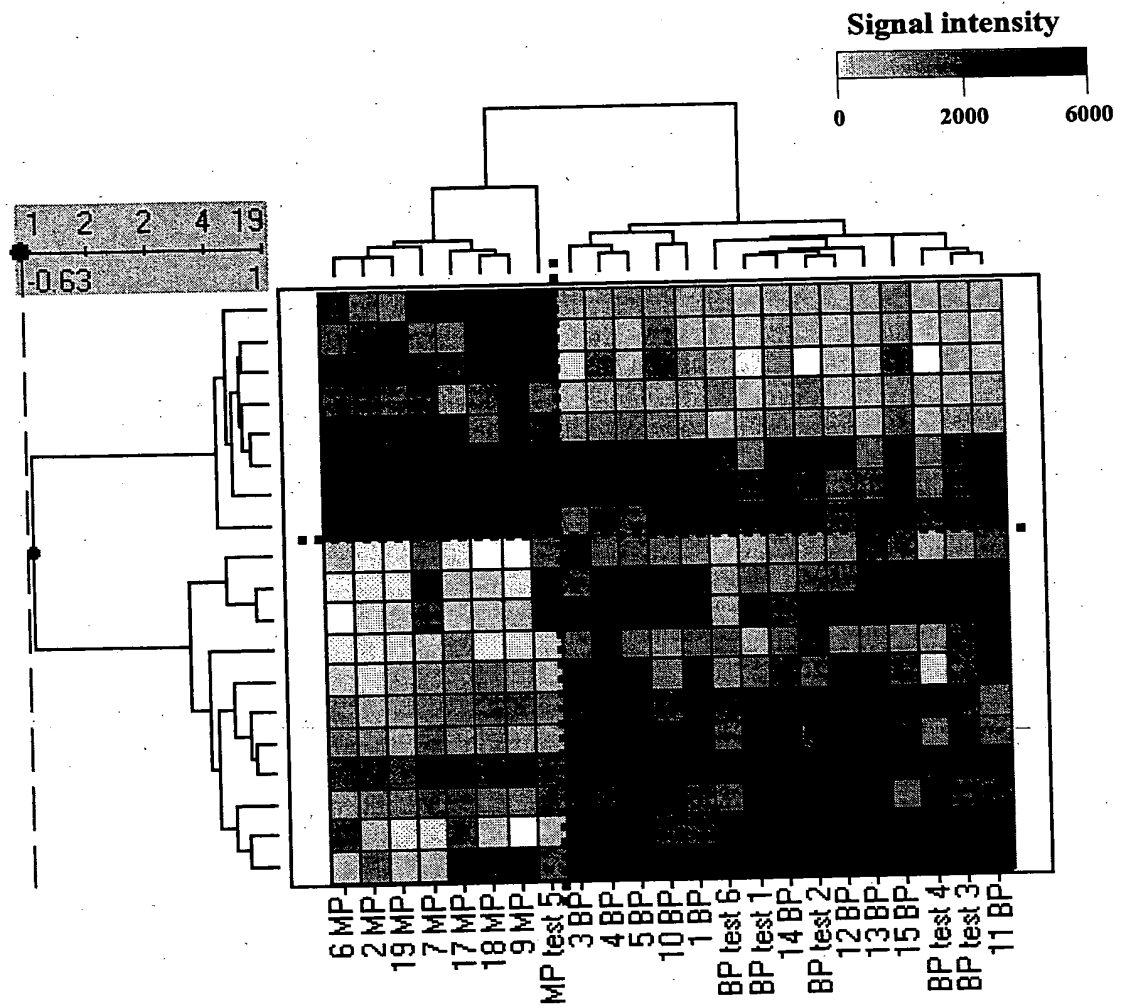 Signal intensity
0 2000 6000
1 2 2 4 19
-0.63 1
6 MP
2 MP
19 MP
7 MP
17 MP
18 MP
9 MP
MP test 5
3 BP
4 BP
5 BP
10 BP
1 BP
BP test 6
BP test 1
14 BP
BP test 2
12 BP
13 BP
15 BP
BP test 4
BP test 3
11 BP